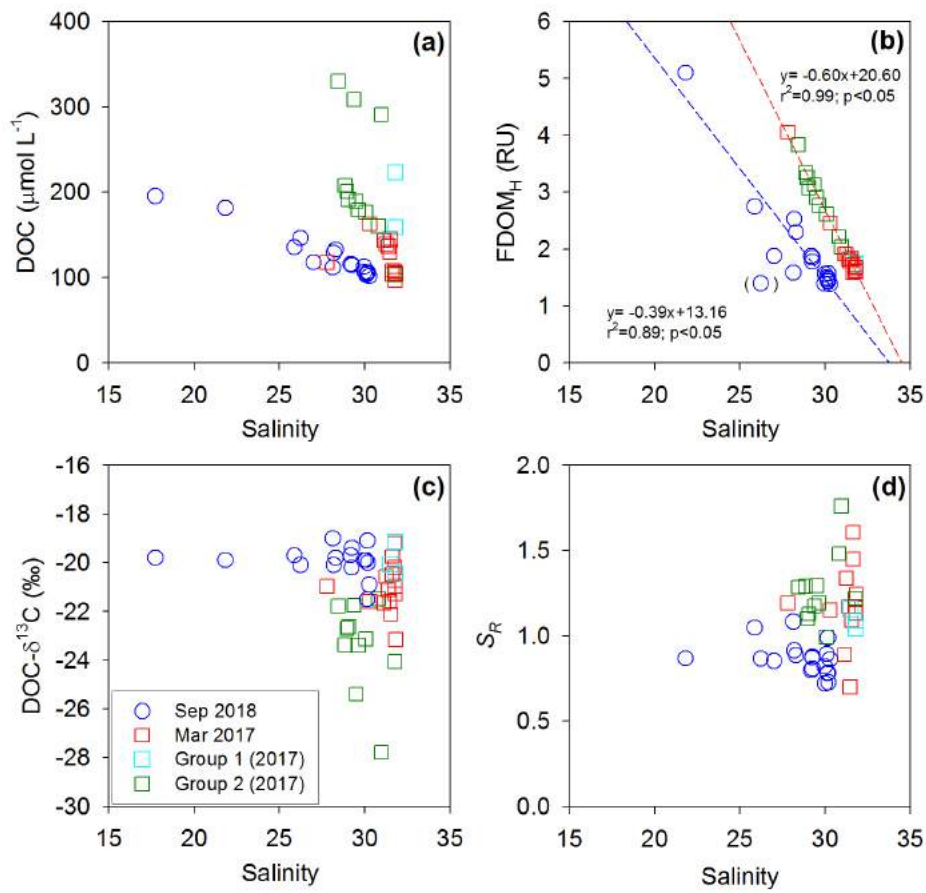 (a)
400
300
200
100
0
DOC (μmol L⁻¹)
15 20 25 30 35
Salinity
(b)
6
5
4
3
2
1
0
FDOM_H (RU)
y= -0.60x+20.60
r²=0.99; p<0.05
( )
y= -0.39x+13.16
r²=0.89; p<0.05
15 20 25 30 35
Salinity
(c)
-16
-18
-20
-22
-24
-26
-28
-30
DOC-δ¹³C (‰)
Sep 2018
Mar 2017
Group 1 (2017)
Group 2 (2017)
15 20 25 30 35
Salinity
(d)
2.0
1.5
1.0
0.5
0.0
S_R
15 20 25 30 35
Salinity